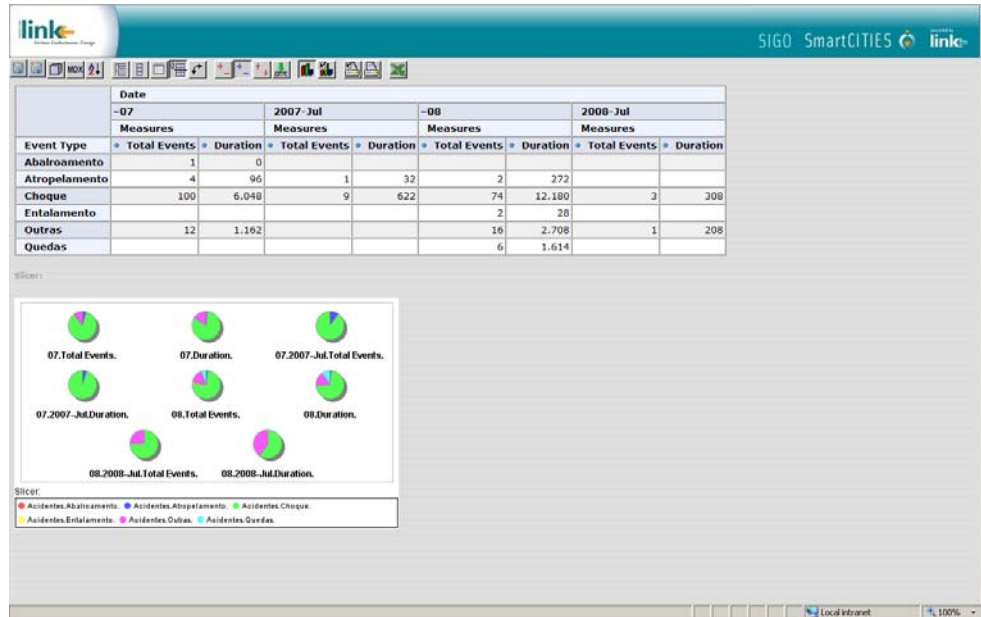 link
SIGO SmartCITIES link
MDX
Date
-07 2007-Jul -08 2008-Jul
Measures Measures Measures Measures
Event Type Total Events Duration Total Events Duration Total Events Duration Total Events Duration
Abalroamento 1 0
Atropelamento 4 96 1 32 2 272
Choque 100 6.048 9 622 74 12.180 3 308
Entalamento 2 28
Outras 12 1.162 16 2.708 1 208
Quedas 6 1.614
Slicer:
07.Total Events. 07.Duration. 07.2007-Jul.Total Events.
07.2007-Jul.Duration. 08.Total Events. 08.Duration.
08.2008-Jul.Total Events. 08.2008-Jul.Duration.
Slicer:
Acidentes.Abalroamento. Acidentes.Atropelamento. Acidentes.Choque.
Acidentes.Entalamento. Acidentes.Outras. Acidentes.Quedas.
Local intranet 100%